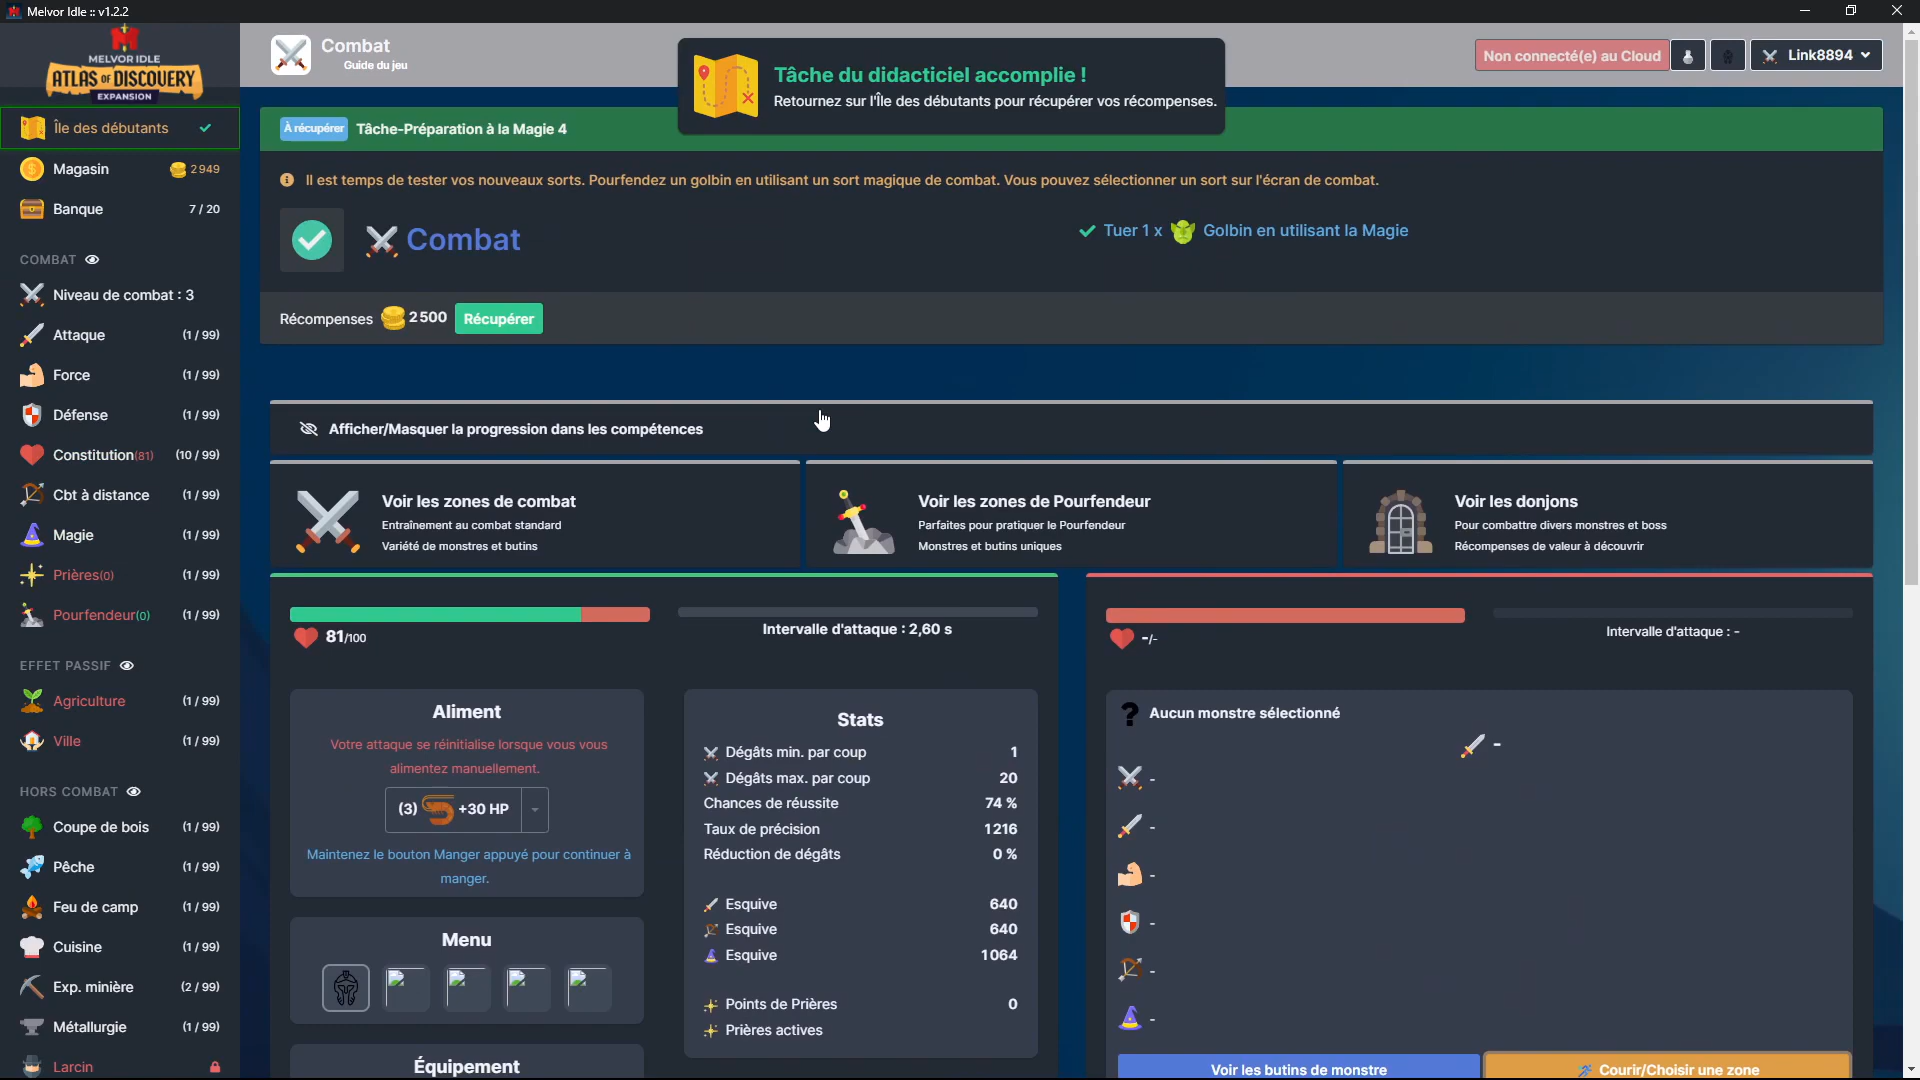 Melvor Idle :: v1.2.2
MELVOR IDLE
ATLAS OF DISCOVERY
EXPANSION
Combat
Guide du jeu
Tâche du didacticiel accomplie !
Retournez sur l'Île des débutants pour récupérer vos récompenses.
Non connecté(e) au Cloud
Link8894
Île des débutants
Magasin 2 949
Banque 7 / 20
COMBAT
Niveau de combat : 3
Attaque (1 / 99)
Force (1 / 99)
Défense (1 / 99)
Constitution(81) (10 / 99)
Cbt à distance (1 / 99)
Magie (1 / 99)
Prières(0) (1 / 99)
Pourfendeur(0) (1 / 99)
EFFET PASSIF
Agriculture (1 / 99)
Ville (1 / 99)
HORS COMBAT
Coupe de bois (1 / 99)
Pêche (1 / 99)
Feu de camp (1 / 99)
Cuisine (1 / 99)
Exp. minière (2 / 99)
Métallurgie (1 / 99)
Larcin
À récupérer Tâche-Préparation à la Magie 4
Il est temps de tester vos nouveaux sorts. Pourfendez un golbin en utilisant un sort magique de combat. Vous pouvez sélectionner un sort sur l'écran de combat.
Combat
Tuer 1 x Golbin en utilisant la Magie
Récompenses 2 500 Récupérer
Afficher/Masquer la progression dans les compétences
Voir les zones de combat
Entraînement au combat standard
Variété de monstres et butins
Voir les zones de Pourfendeur
Parfaites pour pratiquer le Pourfendeur
Monstres et butins uniques
Voir les donjons
Pour combattre divers monstres et boss
Récompenses de valeur à découvrir
81/100
Intervalle d'attaque : 2,60 s
Aliment
Votre attaque se réinitialise lorsque vous vous
alimentez manuellement.
(3) +30 HP
Maintenez le bouton Manger appuyé pour continuer à
manger.
Menu
Équipement
Stats
Dégâts min. par coup 1
Dégâts max. par coup 20
Chances de réussite 74 %
Taux de précision 1 216
Réduction de dégâts 0 %
Esquive 640
Esquive 640
Esquive 1 064
Points de Prières 0
Prières actives
-/-
Intervalle d'attaque : -
? Aucun monstre sélectionné
-
-
-
-
-
-
-
Voir les butins de monstre
Courir/Choisir une zone